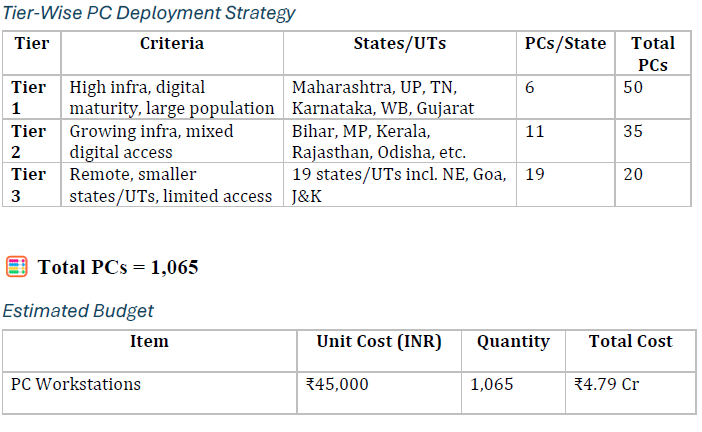 Tier-Wise PC Deployment Strategy
Tier Criteria States/UTs PCs/State Total
PCs
Tier High infra, digital Maharashtra, UP, TN, 6 50
1 maturity, large population Karnataka, WB, Gujarat
Tier Growing infra, mixed Bihar, MP, Kerala, 11 35
2 digital access Rajasthan, Odisha, etc.
Tier Remote, smaller 19 states/UTs incl. NE, Goa, 19 20
3 states/UTs, limited access J&K
Total PCs = 1,065
Estimated Budget
Item Unit Cost (INR) Quantity Total Cost
PC Workstations ₹45,000 1,065 ₹4.79 Cr